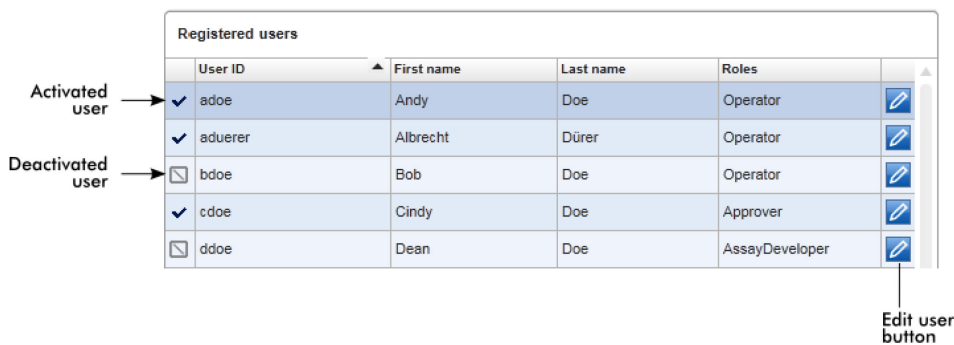 Registered users
User ID First name Last name Roles
Activated
user
adoe Andy Doe Operator
aduerer Albrecht Dürer Operator
Deactivated
user
bdoe Bob Doe Operator
cdoe Cindy Doe Approver
ddoe Dean Doe AssayDeveloper
Edit user
button